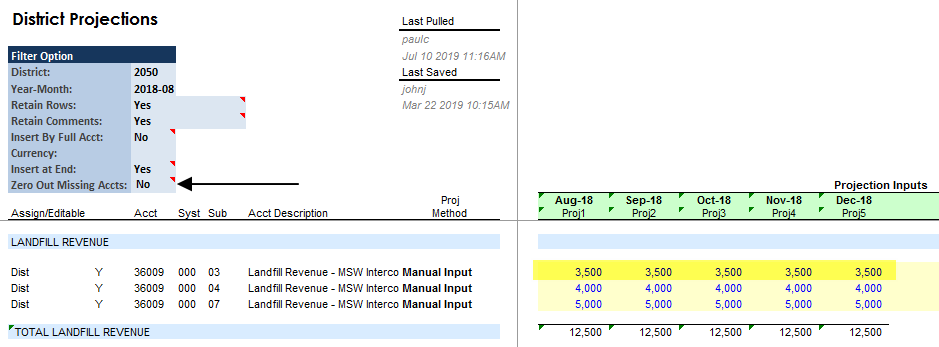 District Projections
Last Pulled
paulc
Jul 10 2019 11:16AM
Last Saved
johnj
Mar 22 2019 10:15AM
Filter Option
District: 2050
Year-Month: 2018-08
Retain Rows: Yes
Retain Comments: Yes
Insert By Full Acct: No
Currency:
Insert at End: Yes
Zero Out Missing Accts: No
Projection Inputs
Proj Aug-18 Sep-18 Oct-18 Nov-18 Dec-18
Assign/Editable Acct Syst Sub Acct Description Method Proj1 Proj2 Proj3 Proj4 Proj5
LANDFILL REVENUE
Dist Y 36009 000 03 Landfill Revenue - MSW Interco Manual Input 3,500 3,500 3,500 3,500 3,500
Dist Y 36009 000 04 Landfill Revenue - MSW Interco Manual Input 4,000 4,000 4,000 4,000 4,000
Dist Y 36009 000 07 Landfill Revenue - MSW Interco Manual Input 5,000 5,000 5,000 5,000 5,000
TOTAL LANDFILL REVENUE 12,500 12,500 12,500 12,500 12,500